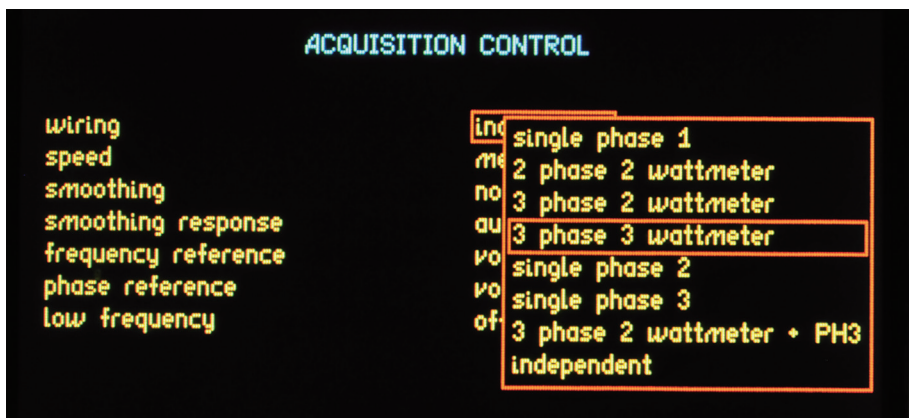 ACQUISITION CONTROL
wiring
speed
smoothing
smoothing response
frequency reference
phase reference
low frequency
single phase 1
2 phase 2 wattmeter
3 phase 2 wattmeter
3 phase 3 wattmeter
single phase 2
single phase 3
3 phase 2 wattmeter + PH3
independent